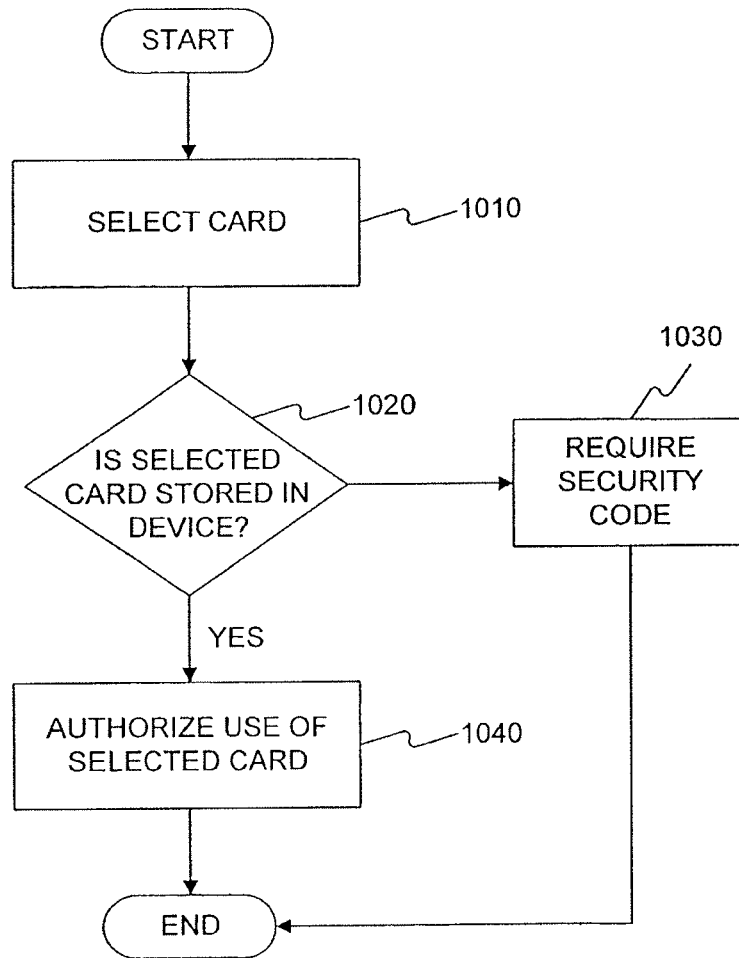 START
SELECT CARD
1010
1030
1020
IS SELECTED
CARD STORED IN
DEVICE?
REQUIRE
SECURITY
CODE
YES
AUTHORIZE USE OF
SELECTED CARD
1040
END